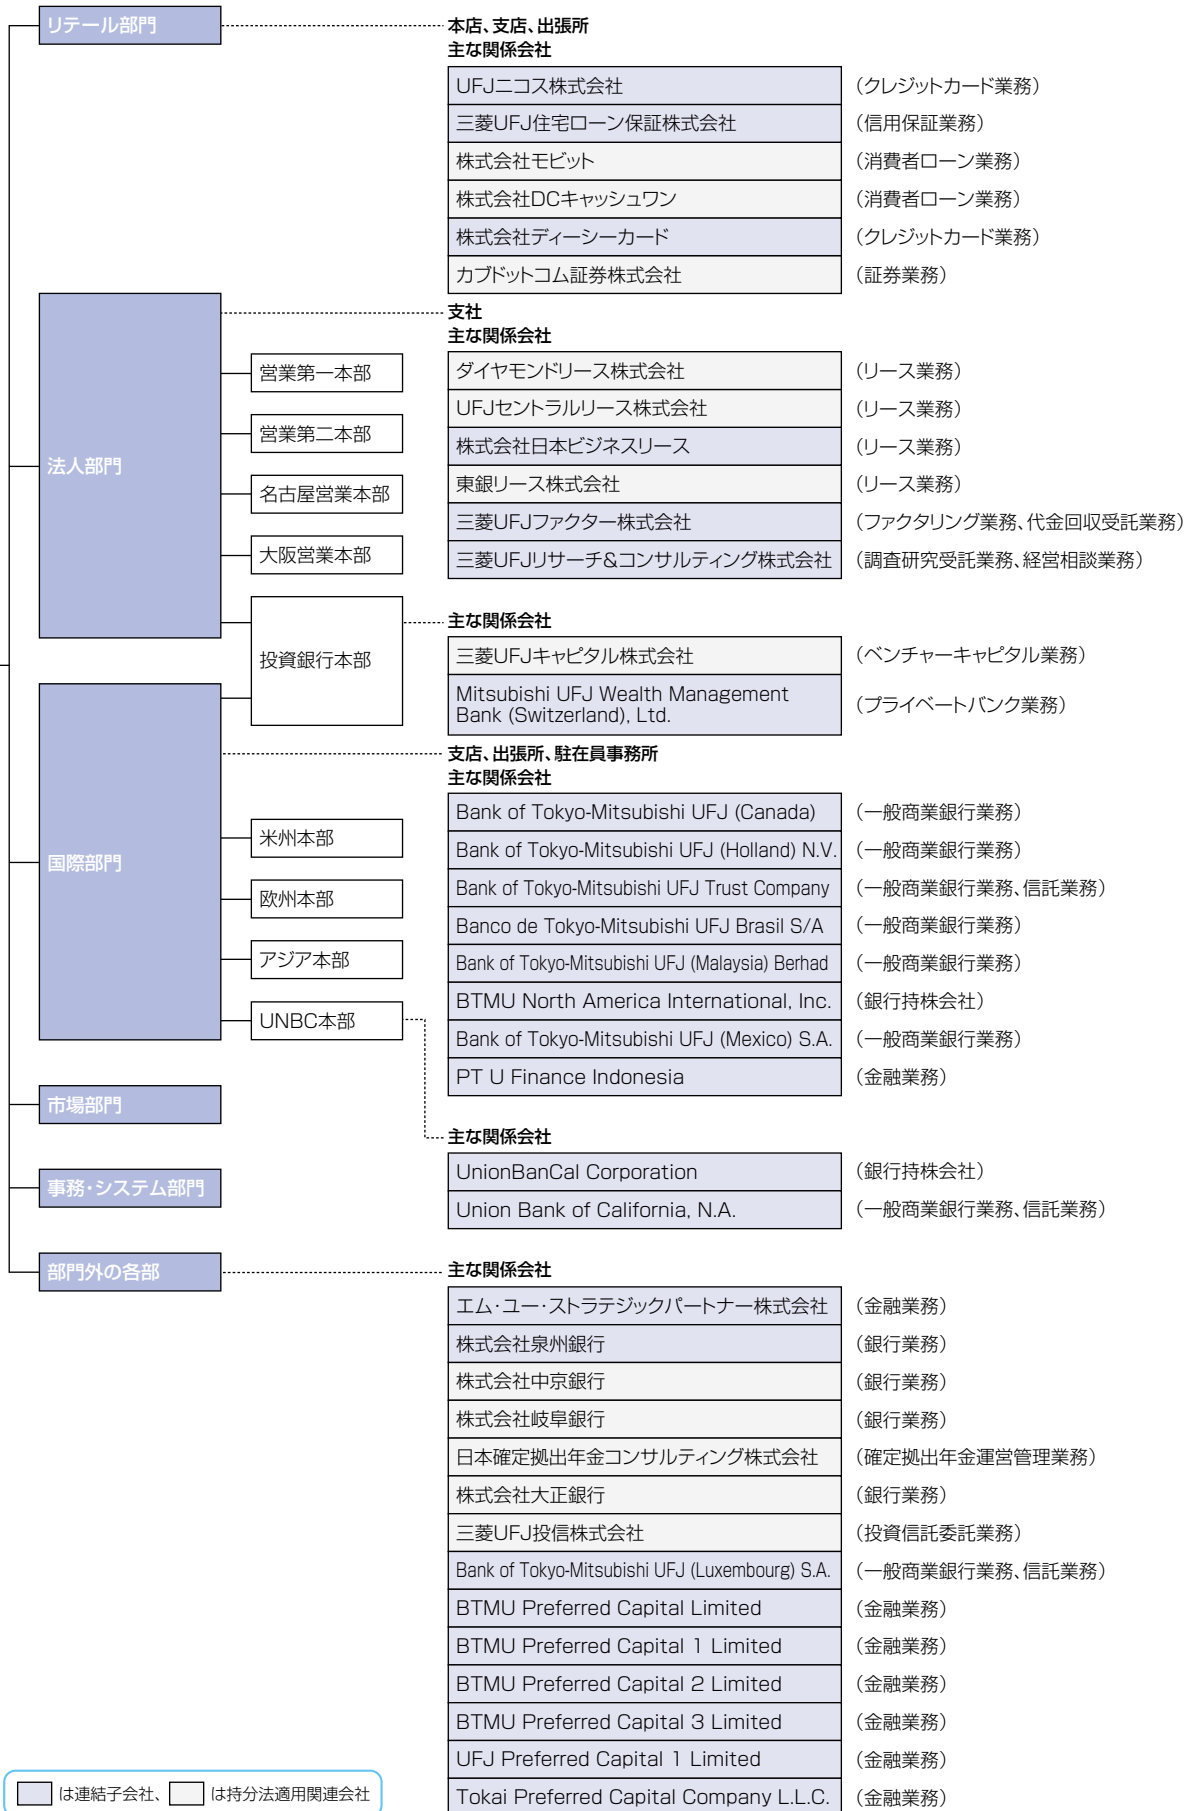 リテール部門
本店、支店、出張所
主な関係会社
UFJニコス株式会社 (クレジットカード業務)
三菱UFJ住宅ローン保証株式会社 (信用保証業務)
株式会社モビット (消費者ローン業務)
株式会社DCキャッシュワン (消費者ローン業務)
株式会社ディーシーカード (クレジットカード業務)
カブドットコム証券株式会社 (証券業務)
法人部門
支社
主な関係会社
営業第一本部
営業第二本部
名古屋営業本部
大阪営業本部
ダイヤモンドリース株式会社 (リース業務)
UFJセントラルリース株式会社 (リース業務)
株式会社日本ビジネスリース (リース業務)
東銀リース株式会社 (リース業務)
三菱UFJファクター株式会社 (ファクタリング業務、代金回収受託業務)
三菱UFJリサーチ&コンサルティング株式会社 (調査研究受託業務、経営相談業務)
投資銀行本部
主な関係会社
三菱UFJキャピタル株式会社 (ベンチャーキャピタル業務)
Mitsubishi UFJ Wealth Management
Bank (Switzerland), Ltd. (プライベートバンク業務)
国際部門
支店、出張所、駐在員事務所
主な関係会社
米州本部
欧州本部
アジア本部
UNBC本部
Bank of Tokyo-Mitsubishi UFJ (Canada) (一般商業銀行業務)
Bank of Tokyo-Mitsubishi UFJ (Holland) N.V. (一般商業銀行業務)
Bank of Tokyo-Mitsubishi UFJ Trust Company (一般商業銀行業務、信託業務)
Banco de Tokyo-Mitsubishi UFJ Brasil S/A (一般商業銀行業務)
Bank of Tokyo-Mitsubishi UFJ (Malaysia) Berhad (一般商業銀行業務)
BTMU North America International, Inc. (銀行持株会社)
Bank of Tokyo-Mitsubishi UFJ (Mexico) S.A. (一般商業銀行業務)
PT U Finance Indonesia (金融業務)
市場部門
主な関係会社
UnionBanCal Corporation (銀行持株会社)
Union Bank of California, N.A. (一般商業銀行業務、信託業務)
事務・システム部門
部門外の各部
主な関係会社
エム・ユー・ストラテジックパートナー株式会社 (金融業務)
株式会社泉州銀行 (銀行業務)
株式会社中京銀行 (銀行業務)
株式会社岐阜銀行 (銀行業務)
日本確定拠出年金コンサルティング株式会社 (確定拠出年金運営管理業務)
株式会社大正銀行 (銀行業務)
三菱UFJ投信株式会社 (投資信託委託業務)
Bank of Tokyo-Mitsubishi UFJ (Luxembourg) S.A. (一般商業銀行業務、信託業務)
BTMU Preferred Capital Limited (金融業務)
BTMU Preferred Capital 1 Limited (金融業務)
BTMU Preferred Capital 2 Limited (金融業務)
BTMU Preferred Capital 3 Limited (金融業務)
UFJ Preferred Capital 1 Limited (金融業務)
Tokai Preferred Capital Company L.L.C. (金融業務)
は連結子会社、 は持分法適用関連会社